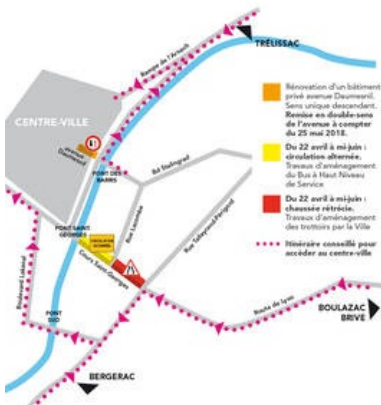 Rampe de l'Arsault
TRÉLISSAC
CENTRE-VILLE
avenue
Daumesnil
PONT DES
BARRIS
Bd Stalingrad
Rénovation d'un bâtiment
privé avenue Daumesnil.
Sens unique descendant.
Remise en double-sens
de l'avenue à compter
du 25 mai 2018.
Du 22 avril à mi-juin :
circulation alternée.
Travaux d'aménagement
du Bus à Haut Niveau
de Service
Du 22 avril à mi-juin :
chaussée rétrécie.
Travaux d'aménagement
des trottoirs par la Ville
Itinéraire conseillé pour
accéder au centre-ville
PONT SAINT-
GEORGES
CIRCULATION
ALTERNÉE
Cours Saint-Georges
Rue Lacombe
Rue Talleyrand-Périgord
Boulevard Lakanal
PONT
SUD
Route de Lyon
BOULAZAC
BRIVE
BERGERAC